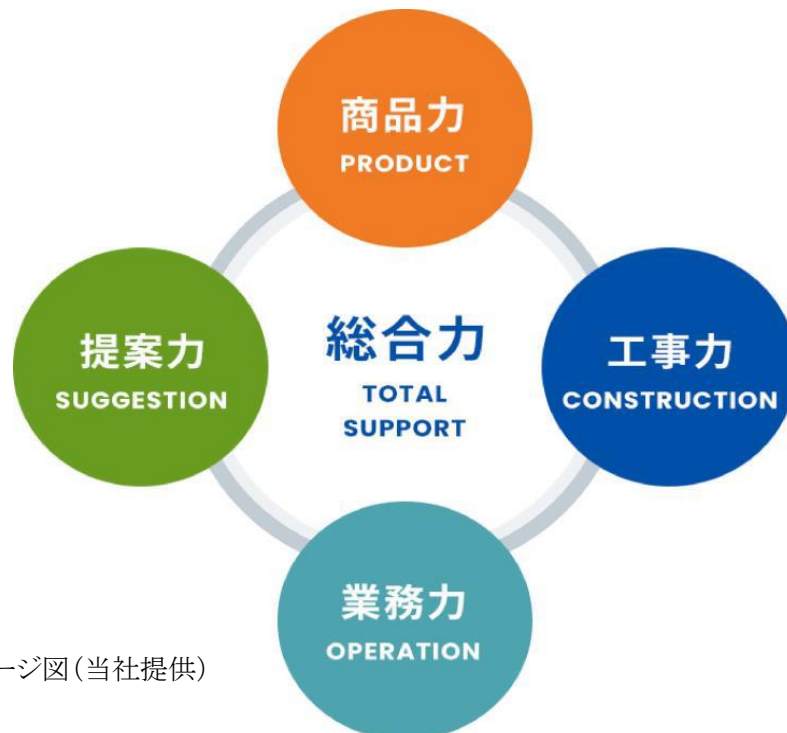 商品力
PRODUCT
提案力
SUGGESTION
総合力
TOTAL
SUPPORT
工事力
CONSTRUCTION
業務力
OPERATION
ージ図(当社提供)